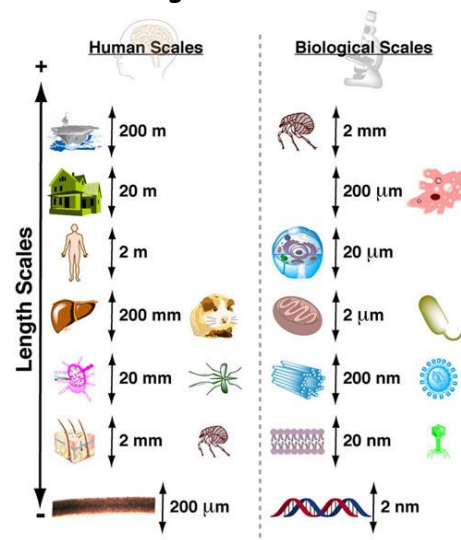 Human Scales
Biological Scales
+
Length Scales
-
200 m
20 m
2 m
200 mm
20 mm
2 mm
200 μm
2 mm
200 μm
20 μm
2 μm
200 nm
20 nm
2 nm